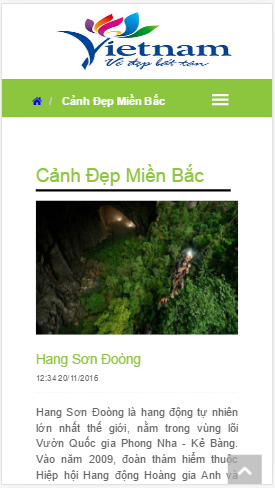 Vietnam
Vẻ đẹp bất tận
/ Cảnh Đẹp Miền Bắc
Cảnh Đẹp Miền Bắc
Hang Sơn Đoòng
12:34 20/11/2016
Hang Sơn Đoòng là hang động tự nhiên
lớn nhất thế giới, nằm trong vùng lõi
Vườn Quốc gia Phong Nha - Kẻ Bàng.
Vào năm 2009, đoàn thám hiểm thuộc
Hiệp hội Hang động Hoàng gia Anh và